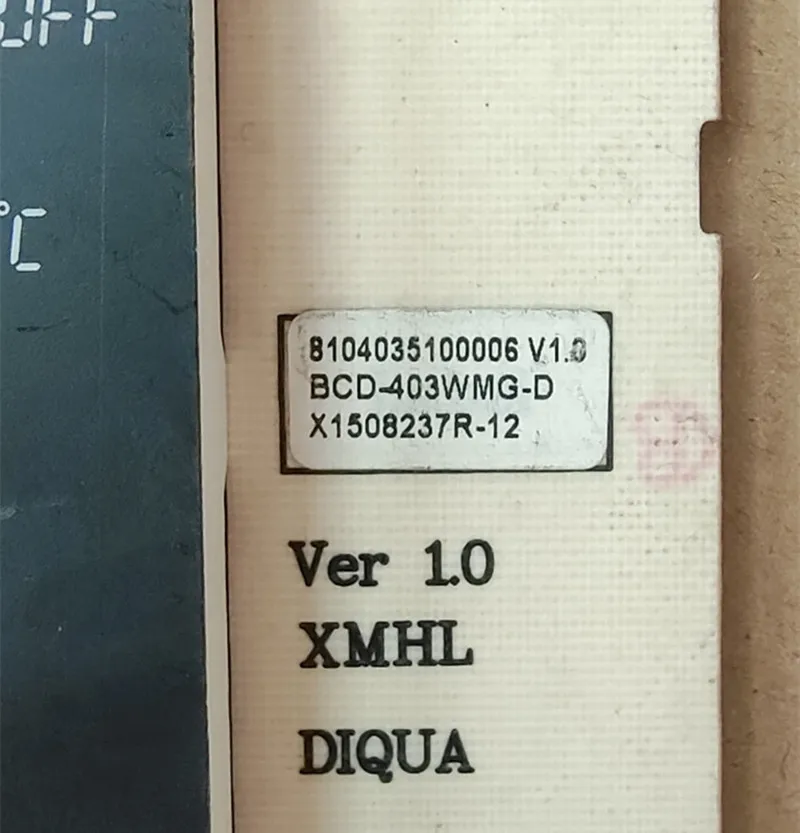 OFF
°C
8104035100006 V1.0
BCD-403WMG-D
X1508237R-12
Ver 1.0
XMHL
DIQUA